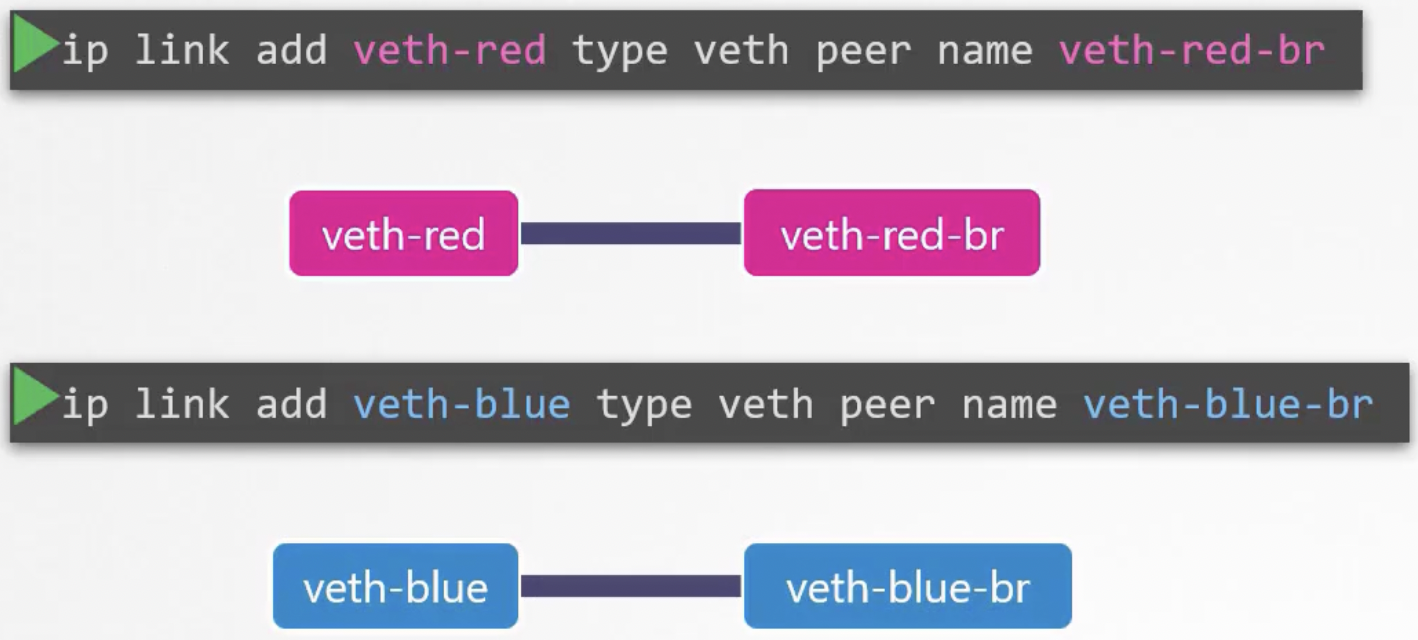 ip link add veth-red type veth peer name veth-red-br
veth-red
veth-red-br
ip link add veth-blue type veth peer name veth-blue-br
veth-blue
veth-blue-br